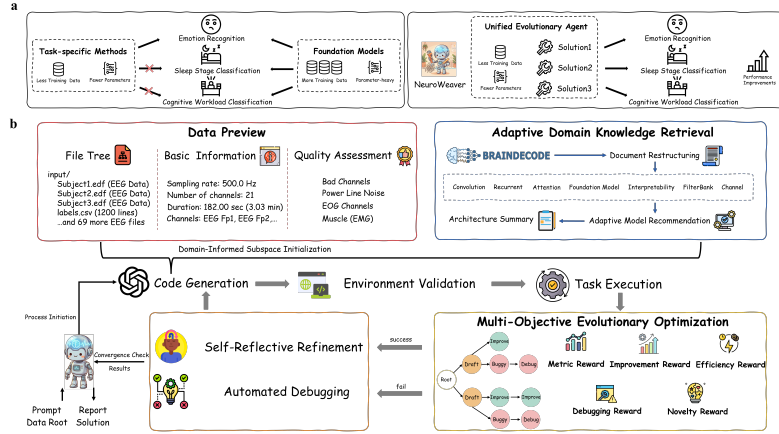 a
Task-specific Methods
Less Training Data
Fewer Parameters
Emotion Recognition
Sleep Stage Classification
Cognitive Workload Classification
Foundation Models
More Training Data
Parameter-heavy
NeuroWeaver
Unified Evolutionary Agent
Less Training Data
Fewer Parameters
Solution1
Solution2
Solution3
Emotion Recognition
Sleep Stage Classification
Cognitive Workload Classification
Performance
Improvements
b
Data Preview
File Tree
input/
Subject1.edf (EEG Data)
Subject2.edf (EEG Data)
Subject3.edf (EEG Data)
labels.csv (1200 lines)
...and 69 more EEG files
Basic Information
Sampling rate: 500.0 Hz
Number of channels: 21
Duration: 182.00 sec (3.03 min)
Channels: EEG Fp1, EEG Fp2,...
Quality Assessment
Bad Channels
Power Line Noise
EOG Channels
Muscle (EMG)
Adaptive Domain Knowledge Retrieval
BRAINDECODE
Document Restructuring
Convolution Recurrent Attention Foundation Model Interpretability FilterBank Channel
Architecture Summary
Adaptive Model Recommendation
Domain-Informed Subspace Initialization
Code Generation
Environment Validation
Task Execution
Process Initiation
Convergence Check
Results
Prompt
Data Root
Report
Solution
Self-Reflective Refinement
Automated Debugging
success
fail
Multi-Objective Evolutionary Optimization
Root
Improve
Draft
Buggy
Debug
Draft
Improve
Improve
Buggy
Debug
Metric Reward
Improvement Reward
Efficiency Reward
Debugging Reward
Novelty Reward